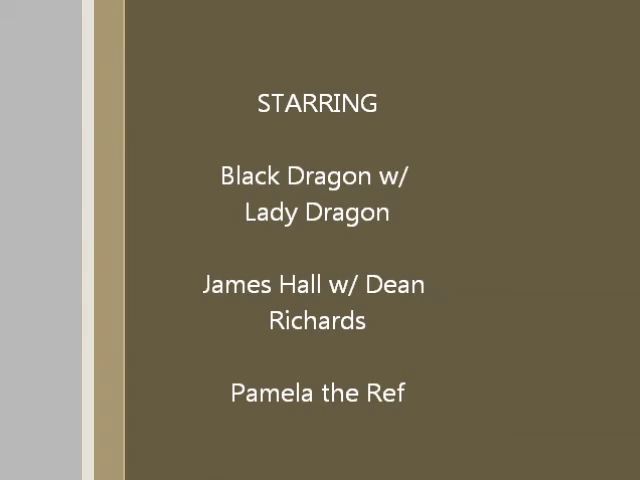 STARRING
Black Dragon w/
Lady Dragon
James Hall w/ Dean
Richards
Pamela the Ref